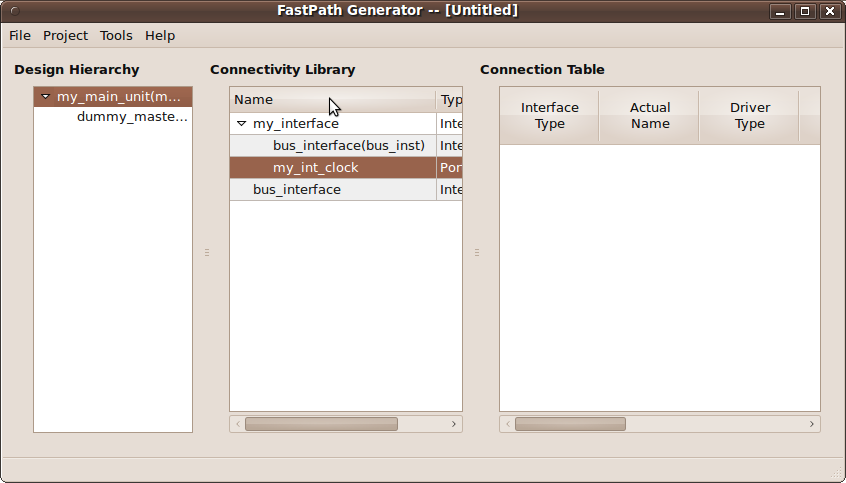 FastPath Generator -- [Untitled]
File Project Tools Help
Design Hierarchy
my_main_unit(m...
dummy_maste...
Connectivity Library
Name Typ
my_interface Inte
bus_interface(bus_inst) Inte
my_int_clock Por
bus_interface Inte
Connection Table
Interface Type
Actual Name
Driver Type